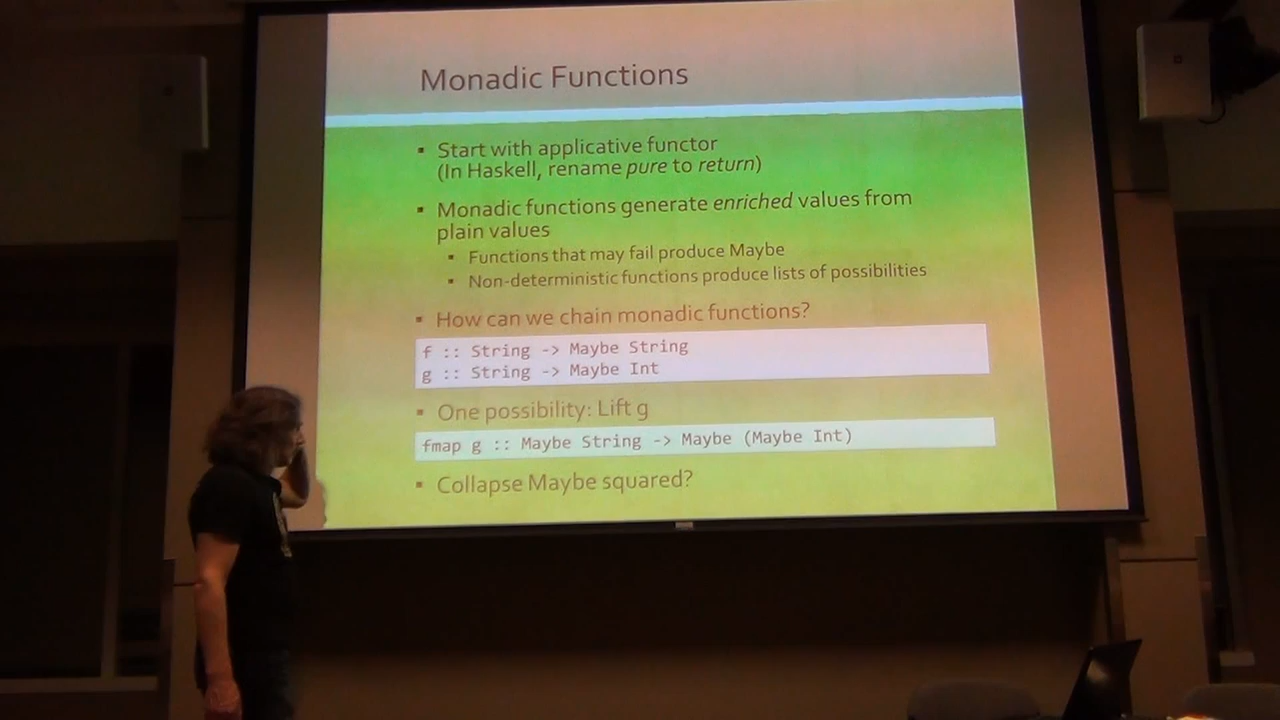 Monadic Functions
▪ Start with applicative functor
(In Haskell, rename pure to return)
▪ Monadic functions generate enriched values from
plain values
▪ Functions that may fail produce Maybe
▪ Non-deterministic functions produce lists of possibilities
▪ How can we chain monadic functions?
f :: String -> Maybe String
g :: String -> Maybe Int
▪ One possibility: Lift g
fmap g :: Maybe String -> Maybe (Maybe Int)
▪ Collapse Maybe squared?